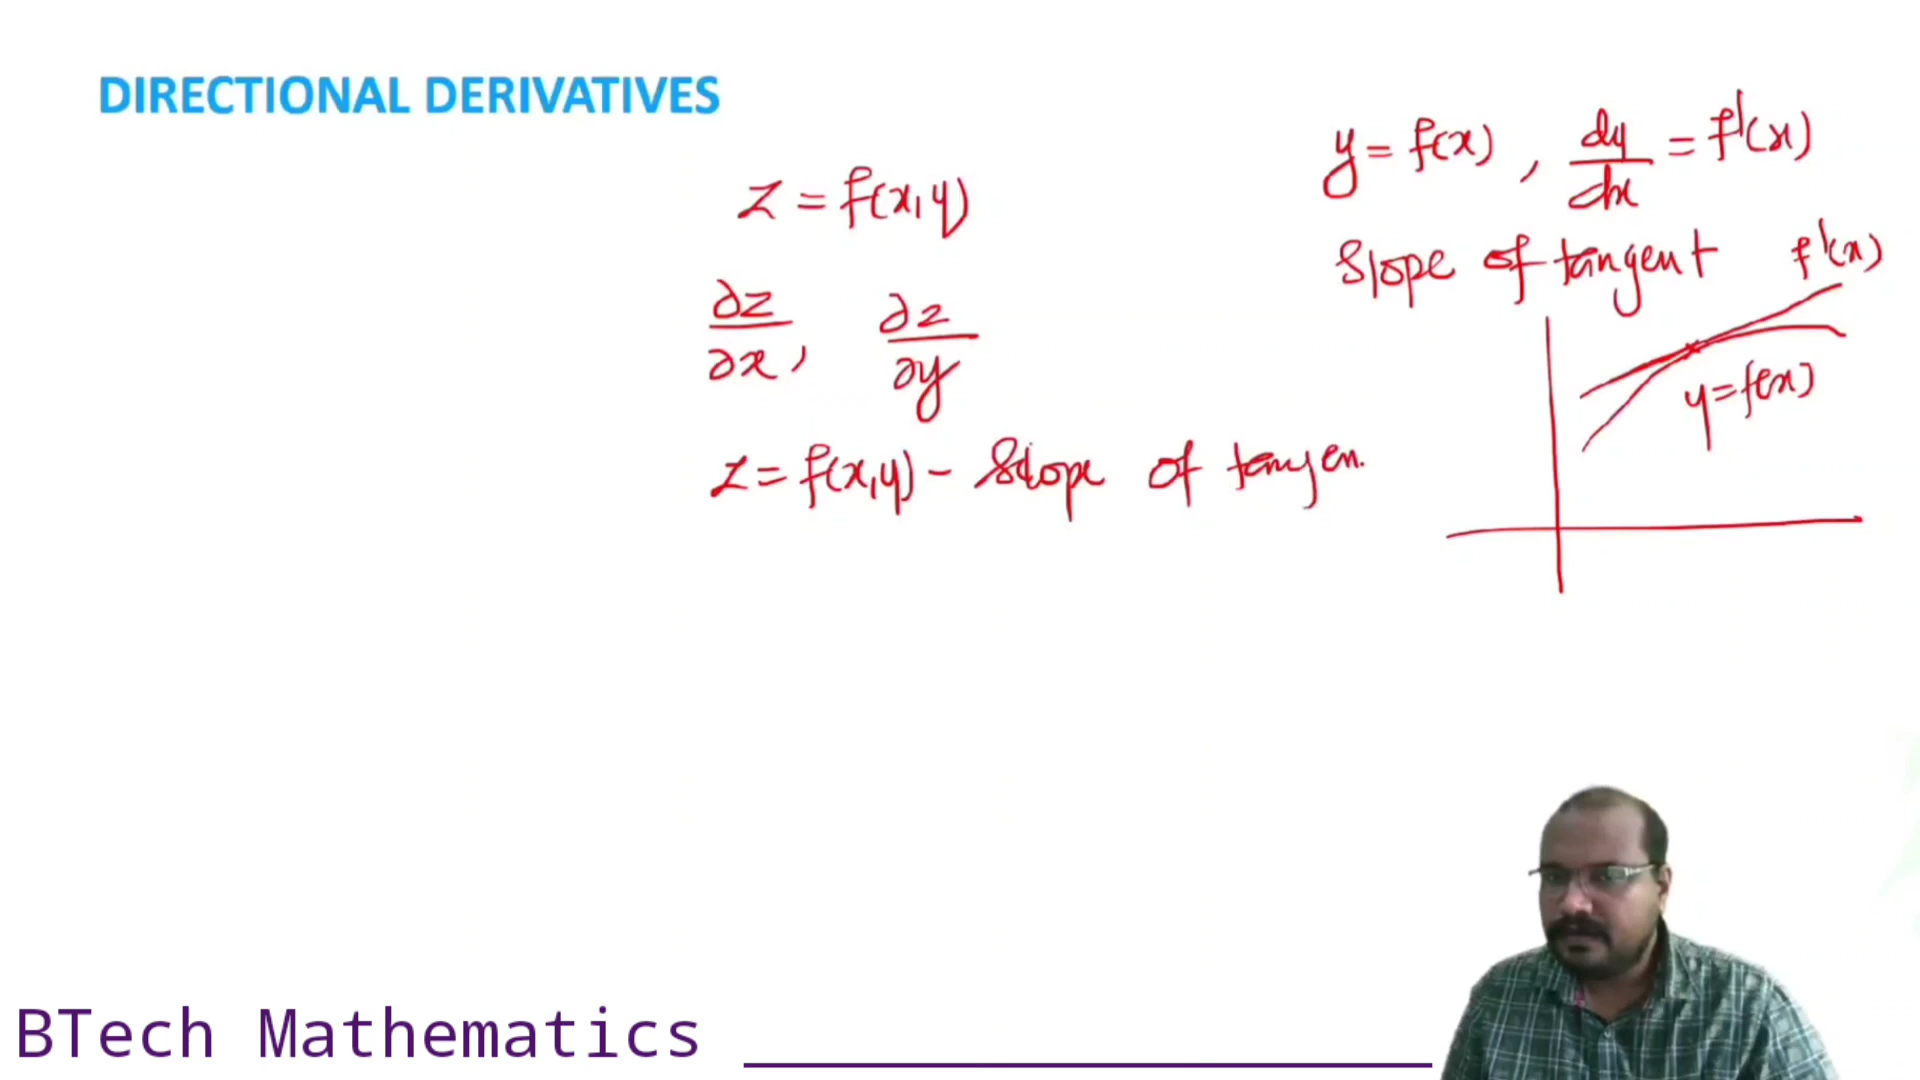 DIRECTIONAL DERIVATIVES
z = f(x,y)
∂z/∂x, ∂z/∂y
z = f(x,y) - Slope of tangen.
y = f(x), dy/dx = f'(x)
Slope of tangent f'(x)
y = f(x)
BTech Mathematics